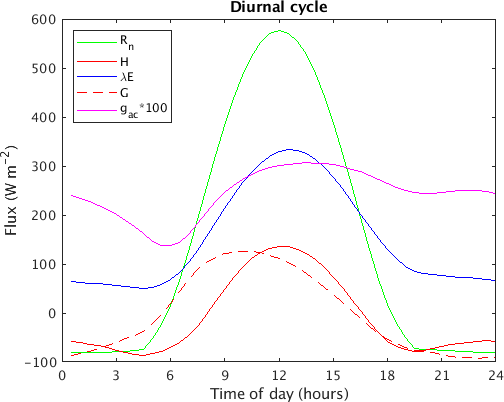 Diurnal cycle
600
500
400
300
200
100
0
-100
Flux (W m⁻²)
Rₙ
H
λE
G
g_ac*100
0 3 6 9 12 15 18 21 24
Time of day (hours)